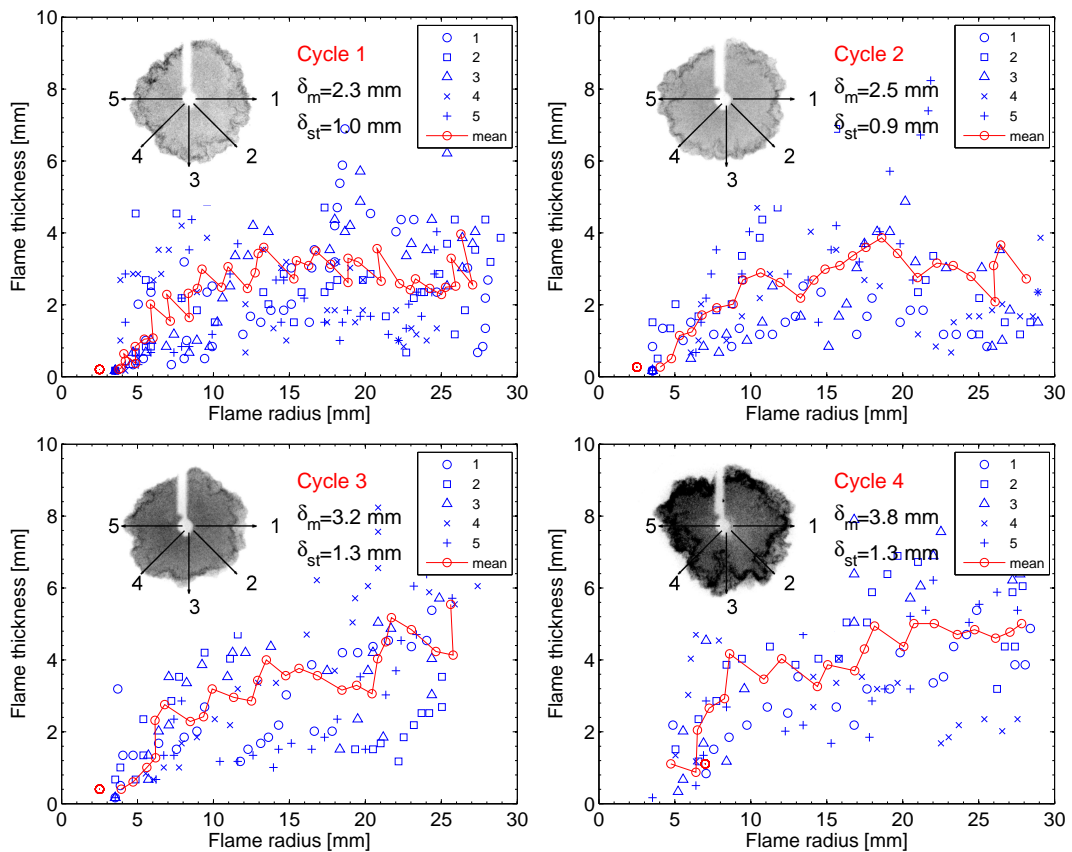 10
8
6
4
2
0
Flame thickness [mm]
0 5 10 15 20 25 30
Flame radius [mm]
Cycle 1
δm=2.3 mm
δst=1.0 mm
1
2
3
4
5
1
2
3
4
5
mean
10
8
6
4
2
0
Flame thickness [mm]
0 5 10 15 20 25 30
Flame radius [mm]
Cycle 2
δm=2.5 mm
δst=0.9 mm
1
2
3
4
5
1
2
3
4
5
mean
10
8
6
4
2
0
Flame thickness [mm]
0 5 10 15 20 25 30
Flame radius [mm]
Cycle 3
δm=3.2 mm
δst=1.3 mm
1
2
3
4
5
1
2
3
4
5
mean
10
8
6
4
2
0
Flame thickness [mm]
0 5 10 15 20 25 30
Flame radius [mm]
Cycle 4
δm=3.8 mm
δst=1.3 mm
1
2
3
4
5
1
2
3
4
5
mean